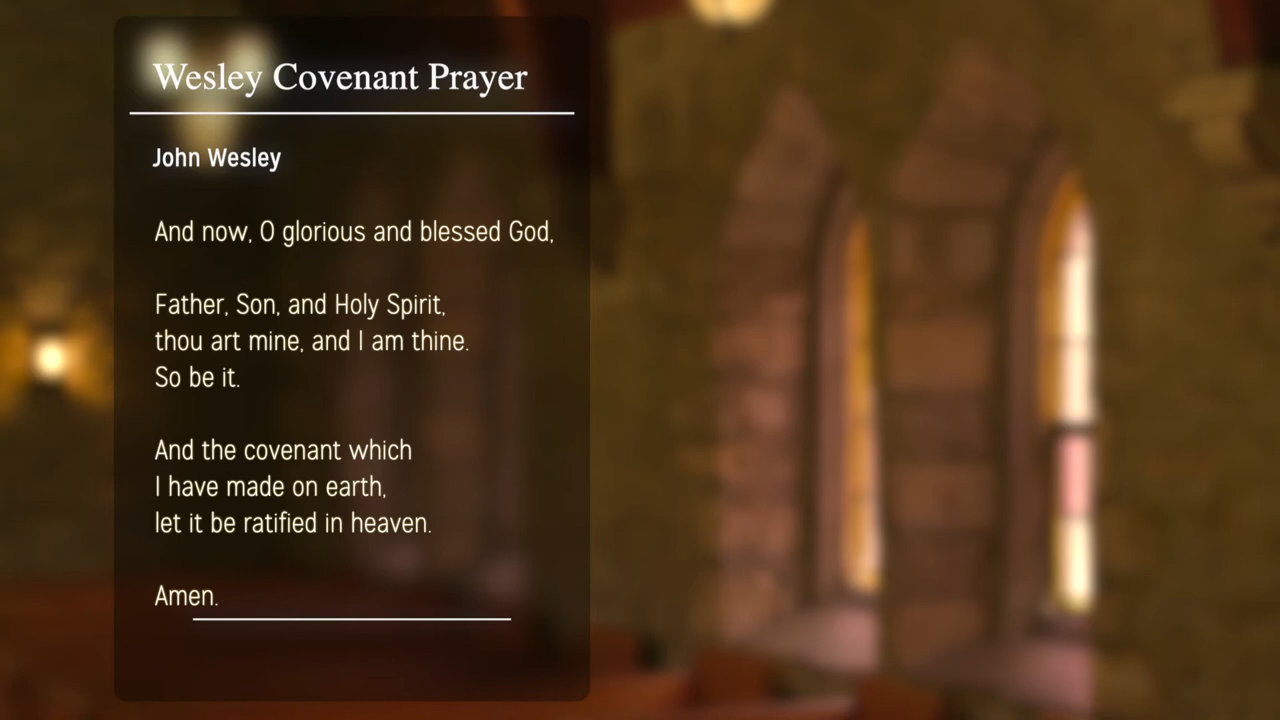 Wesley Covenant Prayer
John Wesley
And now, O glorious and blessed God,
Father, Son, and Holy Spirit,
thou art mine, and I am thine.
So be it.
And the covenant which
I have made on earth,
let it be ratified in heaven.
Amen.